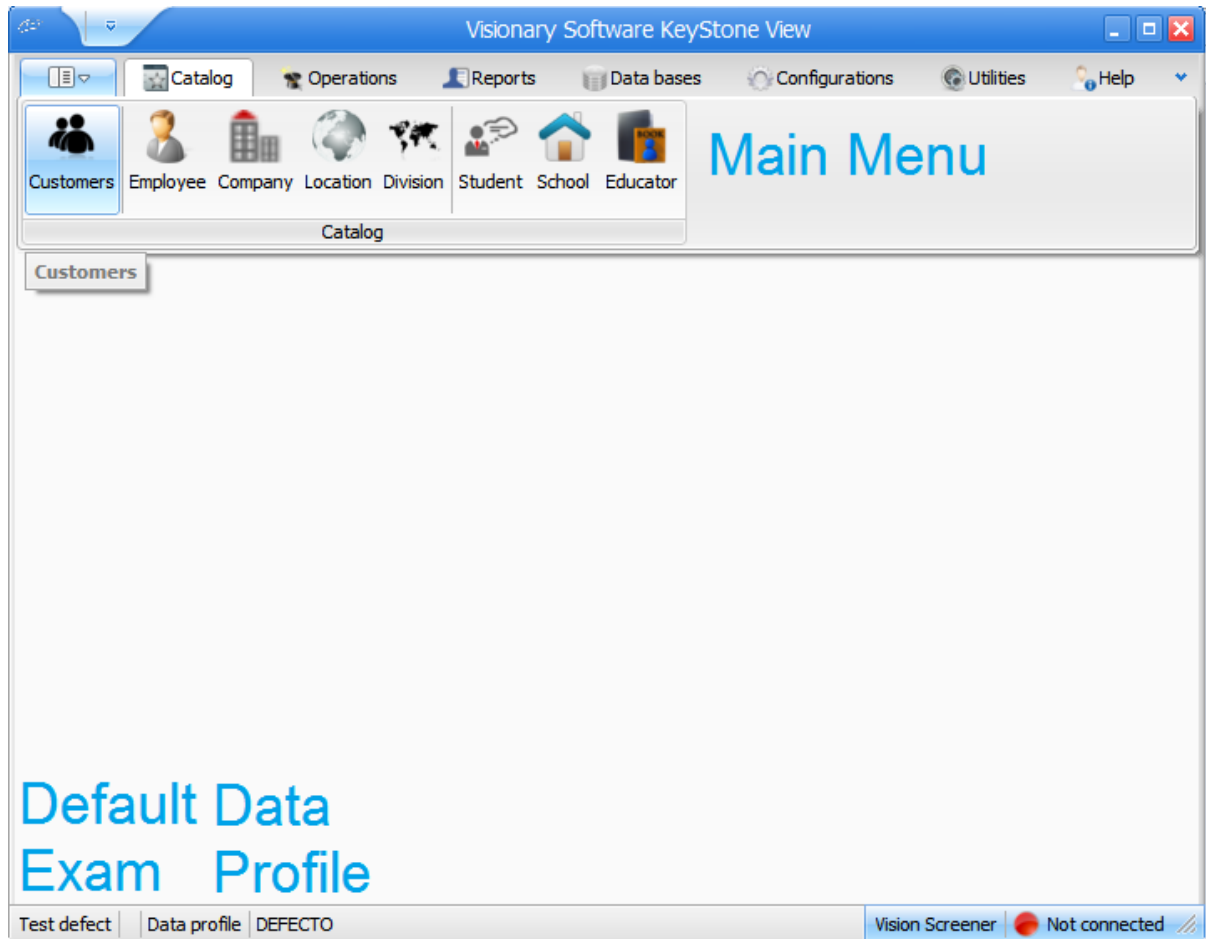 Visionary Software KeyStone View
Catalog Operations Reports Data bases Configurations Utilities Help
Customers Employee Company Location Division Student School BOOK Educator
Main Menu
Catalog
Customers
Default Data
Exam Profile
Test defect Data profile DEFECTO Vision Screener Not connected